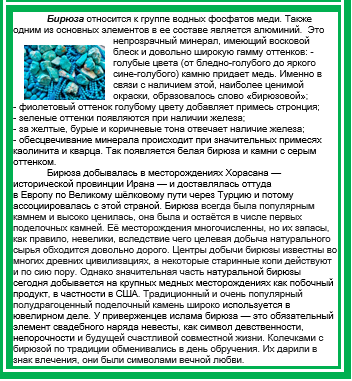 Бирюза относится к группе водных фосфатов меди. Также
одним из основных элементов в ее составе является алюминий. Это
непрозрачный минерал, имеющий восковой
блеск и довольно широкую гамму оттенков: -
голубые цвета (от бледно-голубого до яркого
сине-голубого) камню придает медь. Именно в
связи с наличием этой, наиболее ценимой
окраски, образовалось слово «бирюзовой»;
- фиолетовый оттенок голубому цвету добавляет примесь стронция;
- зеленые оттенки появляются при наличии железа;
- за желтые, бурые и коричневые тона отвечает наличие железа;
- обесцвечивание минерала происходит при значительных примесях
каолинита и кварца. Так появляется белая бирюза и камни с серым
оттенком.
Бирюза добывалась в месторождениях Хорасана —
исторической провинции Ирана — и доставлялась оттуда
в Европу по Великому шёлковому пути через Турцию и потому
ассоциировалась с этой страной. Бирюза всегда была популярным
камнем и высоко ценилась, она была и остаётся в числе первых
поделочных камней. Её месторождения многочисленны, но их запасы,
как правило, невелики, вследствие чего целевая добыча натурального
сырья обходится довольно дорого. Центры добычи бирюзы известны во
многих древних цивилизациях, а некоторые старинные копи действуют
и по сию пору. Однако значительная часть натуральной бирюзы
сегодня добывается на крупных медных месторождениях как побочный
продукт, в частности в США. Традиционный и очень популярный
полудрагоценный поделочный камень широко используется в
ювелирном деле. У приверженцев ислама бирюза — это обязательный
элемент свадебного наряда невесты, как символ девственности,
непорочности и будущей счастливой совместной жизни. Колечками с
бирюзой по традиции обменивались в день обручения. Их дарили в
знак влечения, они были символами вечной любви.